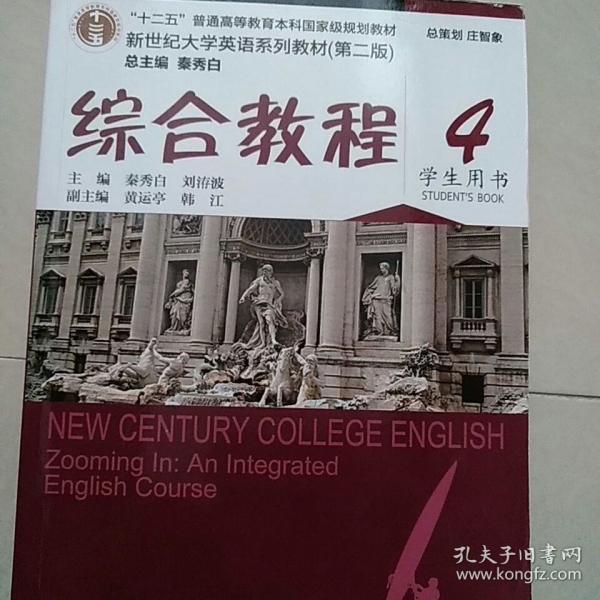 “十二五”普通高等教育本科国家级规划教材
新世纪大学英语系列教材(第二版)
总主编 秦秀白
总策划 庄智象
综合教程 4
学生用书
STUDENT'S BOOK
主 编 秦秀白 刘洊波
副主编 黄运亭 韩 江
NEW CENTURY COLLEGE ENGLISH
Zooming In: An Integrated
English Course
孔夫子旧书网
www.kongfz.com